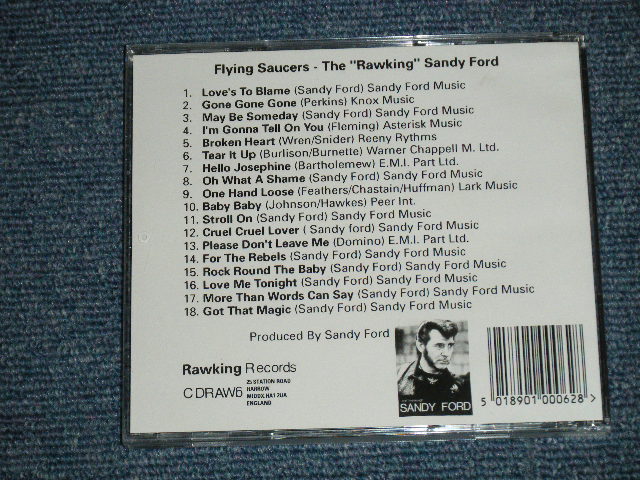 Flying Saucers - The "Rawking" Sandy Ford
1. Love's To Blame (Sandy Ford) Sandy Ford Music
2. Gone Gone Gone (Perkins) Knox Music
3. May Be Someday (Sandy Ford) Sandy Ford Music
4. I'm Gonna Tell On You (Fleming) Asterisk Music
5. Broken Heart (Wren/Snider) Reeny Rythms
6. Tear It Up (Burlison/Burnette) Warner Chappell M. Ltd.
7. Hello Josephine (Bartholemew) E.M.I. Part Ltd.
8. Oh What A Shame (Sandy Ford) Sandy Ford Music
9. One Hand Loose (Feathers/Chastain/Huffman) Lark Music
10. Baby Baby (Johnson/Hawkes) Peer Int.
11. Stroll On (Sandy Ford) Sandy Ford Music
12. Cruel Cruel Lover ( Sandy ford) Sandy Ford Music
13. Please Don't Leave Me (Domino) E.M.I. Part Ltd.
14. For The Rebels (Sandy Ford) Sandy Ford Music
15. Rock Round The Baby (Sandy Ford) Sandy Ford Music
16. Love Me Tonight (Sandy Ford) Sandy Ford Music
17. More Than Words Can Say (Sandy Ford) Sandy Ford Music
18. Got That Magic (Sandy Ford) Sandy Ford Music
Produced By Sandy Ford
Rawking Records
CDRAW6
25 STATION ROAD
HARROW
MIDDX. HA1 2UA
ENGLAND
SANDY FORD
5 018901 000628 >